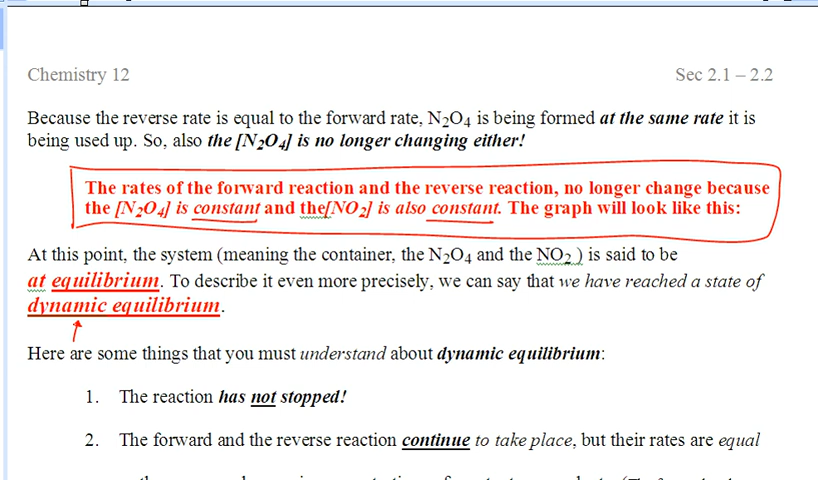 Chemistry 12 Sec 2.1 – 2.2
Because the reverse rate is equal to the forward rate, N₂O₄ is being formed at the same rate it is
being used up. So, also the [N₂O₄] is no longer changing either!
The rates of the forward reaction and the reverse reaction, no longer change because
the [N₂O₄] is constant and the[NO₂] is also constant. The graph will look like this:
At this point, the system (meaning the container, the N₂O₄ and the NO₂ ) is said to be
at equilibrium. To describe it even more precisely, we can say that we have reached a state of
dynamic equilibrium.
Here are some things that you must understand about dynamic equilibrium:
1. The reaction has not stopped!
2. The forward and the reverse reaction continue to take place, but their rates are equal